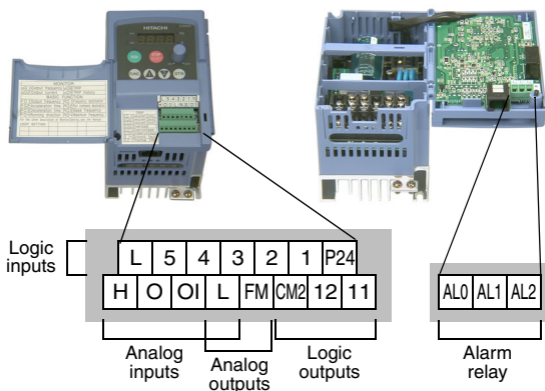 HITACHI
Logic
inputs
L 5 4 3 2 1 P24
H O OI L FM CM2 12 11
AL0 AL1 AL2
Analog
inputs
Analog
outputs
Logic
outputs
Alarm
relay